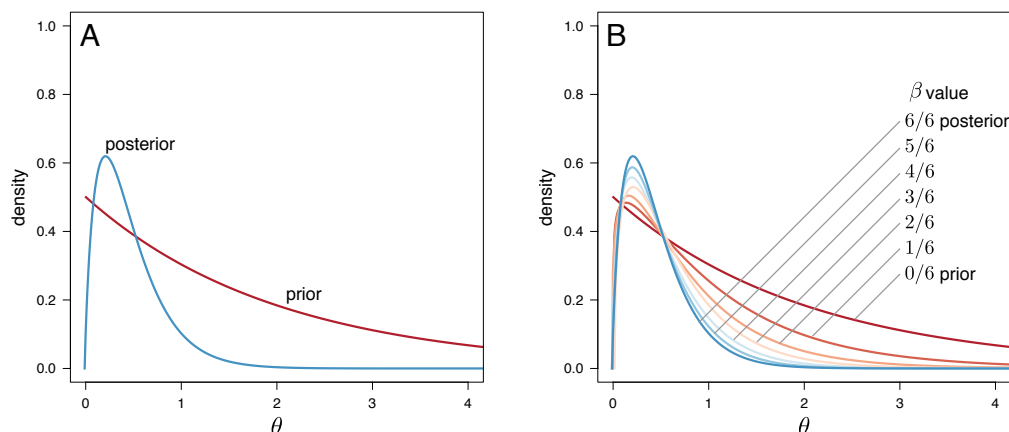 A
1.0
0.8
0.6
0.4
0.2
0.0
density
posterior
prior
0 1 2 3 4
θ
B
1.0
0.8
0.6
0.4
0.2
0.0
density
β value
6/6 posterior
5/6
4/6
3/6
2/6
1/6
0/6 prior
0 1 2 3 4
θ